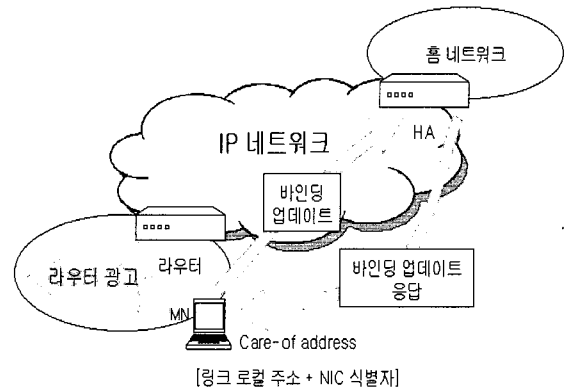 홈 네트워크
HA
IP 네트워크
바인딩
업데이트
라우터 광고
라우터
바인딩 업데이트
응답
MN
Care-of address
[링크 로컬 주소 + NIC 식별자]